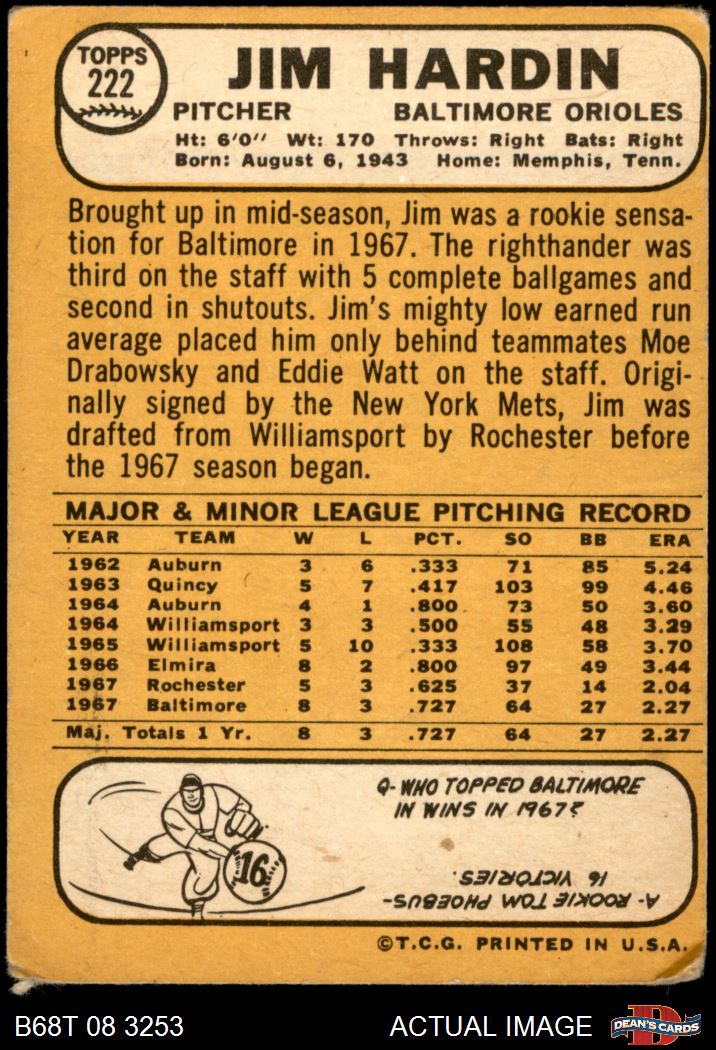 TOPPS
222
JIM HARDIN
PITCHER BALTIMORE ORIOLES
Ht: 6'0" Wt: 170 Throws: Right Bats: Right
Born: August 6, 1943 Home: Memphis, Tenn.
Brought up in mid-season, Jim was a rookie sensa-
tion for Baltimore in 1967. The righthander was
third on the staff with 5 complete ballgames and
second in shutouts. Jim's mighty low earned run
average placed him only behind teammates Moe
Drabowsky and Eddie Watt on the staff. Origi-
nally signed by the New York Mets, Jim was
drafted from Williamsport by Rochester before
the 1967 season began.
MAJOR & MINOR LEAGUE PITCHING RECORD
YEAR TEAM W L PCT. SO BB ERA
1962 Auburn 3 6 .333 71 85 5.24
1963 Quincy 5 7 .417 103 99 4.46
1964 Auburn 4 1 .800 73 50 3.60
1964 Williamsport 3 3 .500 55 48 3.29
1965 Williamsport 5 10 .333 108 58 3.70
1966 Elmira 8 2 .800 97 49 3.44
1967 Rochester 5 3 .625 37 14 2.04
1967 Baltimore 8 3 .727 64 27 2.27
Maj. Totals 1 Yr. 8 3 .727 64 27 2.27
16
Q- WHO TOPPED BALTIMORE
IN WINS IN 1967?
A- ROOKIE TOM PHOEBUS-
16 VICTORIES.
©T.C.G. PRINTED IN U.S.A.
B68T 08 3253 ACTUAL IMAGE
D
DEAN'S CARDS